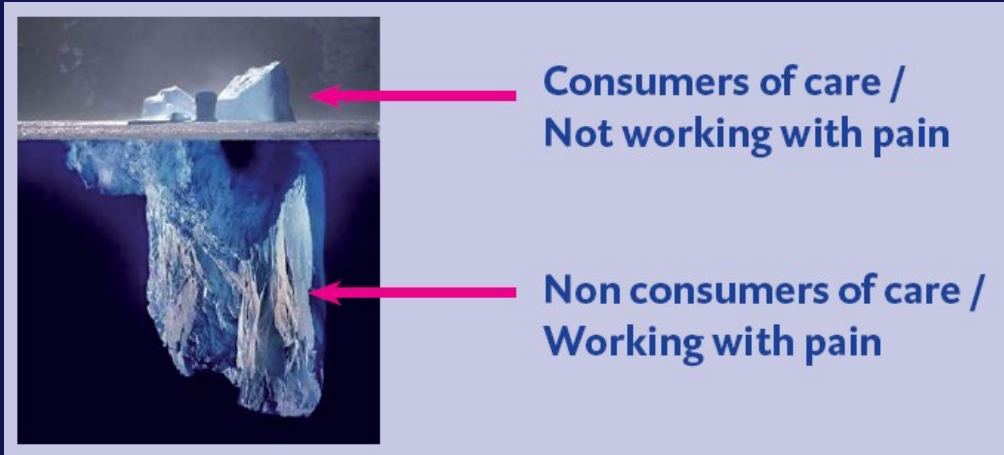 Consumers of care /
Not working with pain
Non consumers of care /
Working with pain